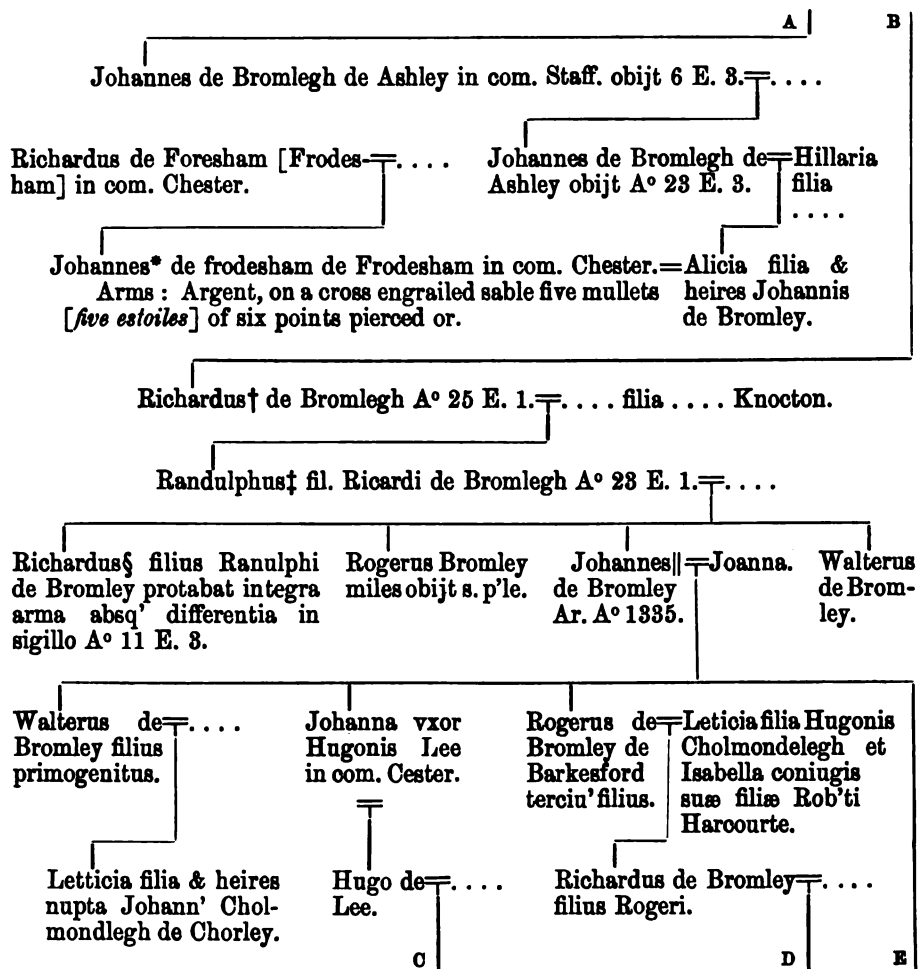 A B
Johannes de Bromlegh de Ashley in com. Staff. obijt 6 E. 3.=. . . .
Richardus de Foresham [Frodes-=. . . .
ham] in com. Chester.
Johannes de Bromlegh de=Hillaria
Ashley obijt Aº 23 E. 3. filia
. . . .
Johannes* de frodesham de Frodesham in com. Chester.=Alicia filia &
Arms : Argent, on a cross engrailed sable five mullets heires Johannis
[five estoiles] of six points pierced or. de Bromley.
Richardus† de Bromlegh Aº 25 E. 1.=. . . . filia . . . . Knocton.
Randulphus‡ fil. Ricardi de Bromlegh Aº 23 E. 1.=. . . .
Richardus§ filius Ranulphi
de Bromley protabat integra
arma absq' differentia in
sigillo Aº 11 E. 3.
Rogerus Bromley
miles obijt s. p'le.
Johannes||=Joanna.
de Bromley
Ar. Aº 1335.
Walterus
de Brom-
ley.
Walterus de=. . . .
Bromley filius
primogenitus.
Johanna vxor
Hugonis Lee
in com. Cester.
=
Rogerus de=Leticia filia Hugonis
Bromley de Cholmondelegh et
Barkesford Isabella coniugis
terciu' filius. suæ filiæ Rob'ti
Harcourte.
Letticia filia & heires
nupta Johann' Chol-
mondlegh de Chorley.
Hugo de=. . . .
Lee.
Richardus de Bromley=. . . .
filius Rogeri.
C D E